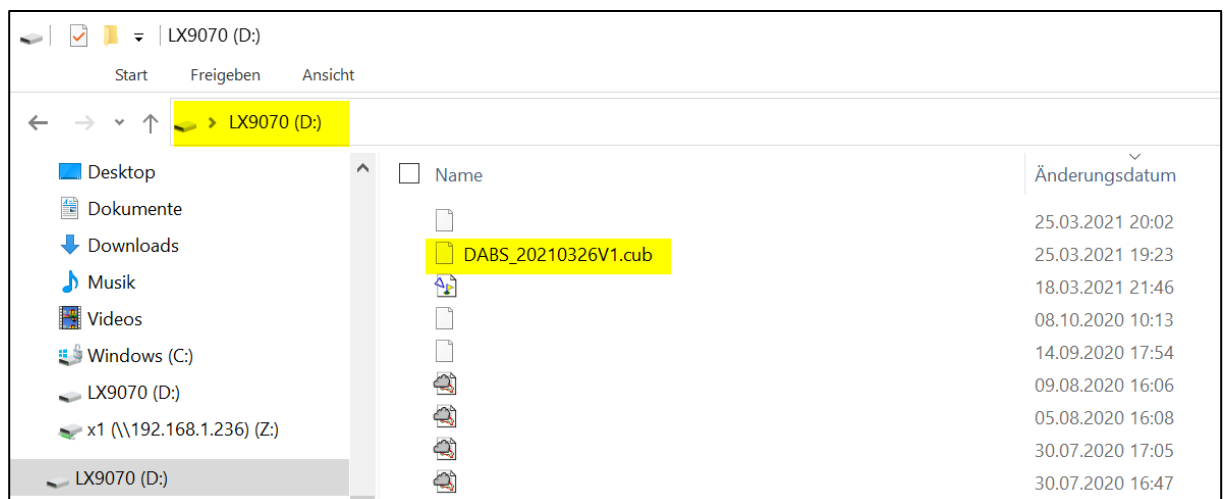 LX9070 (D:)
Start Freigeben Ansicht
LX9070 (D:)
Desktop
Dokumente
Downloads
Musik
Videos
Windows (C:)
LX9070 (D:)
x1 (\\192.168.1.236) (Z:)
LX9070 (D:)
Name Änderungsdatum
25.03.2021 20:02
DABS_20210326V1.cub 25.03.2021 19:23
18.03.2021 21:46
08.10.2020 10:13
14.09.2020 17:54
09.08.2020 16:06
05.08.2020 16:08
30.07.2020 17:05
30.07.2020 16:47